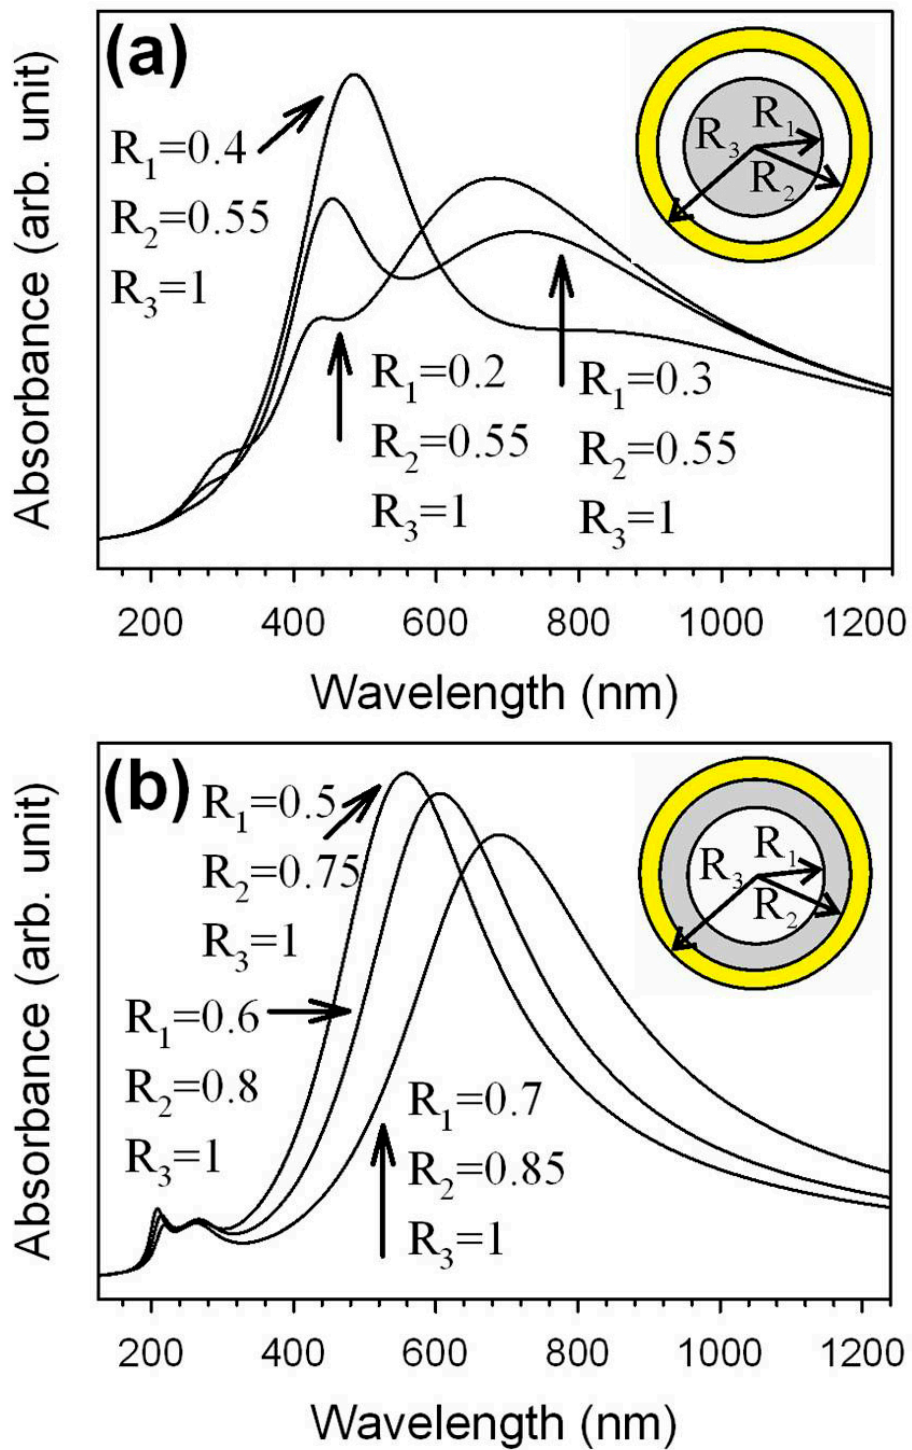 (a)
Absorbance (arb. unit)
R₁=0.4
R₂=0.55
R₃=1
R₁=0.2
R₂=0.55
R₃=1
R₁=0.3
R₂=0.55
R₃=1
R₁
R₃
R₂
200 400 600 800 1000 1200
Wavelength (nm)
(b)
Absorbance (arb. unit)
R₁=0.5
R₂=0.75
R₃=1
R₁=0.6
R₂=0.8
R₃=1
R₁=0.7
R₂=0.85
R₃=1
R₁
R₃
R₂
200 400 600 800 1000 1200
Wavelength (nm)